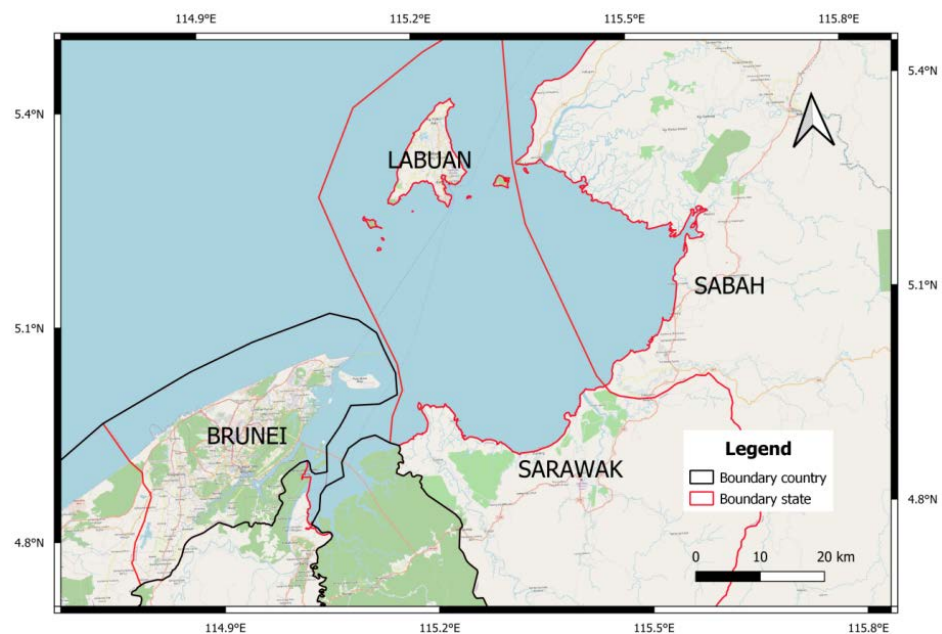 114.9°E 115.2°E 115.5°E 115.8°E
5.4°N
5.4°N
LABUAN
SABAH
5.1°N
5.1°N
BRUNEI
SARAWAK
Legend
Boundary country
Boundary state
4.8°N
4.8°N
0 10 20 km
114.9°E 115.2°E 115.5°E 115.8°E